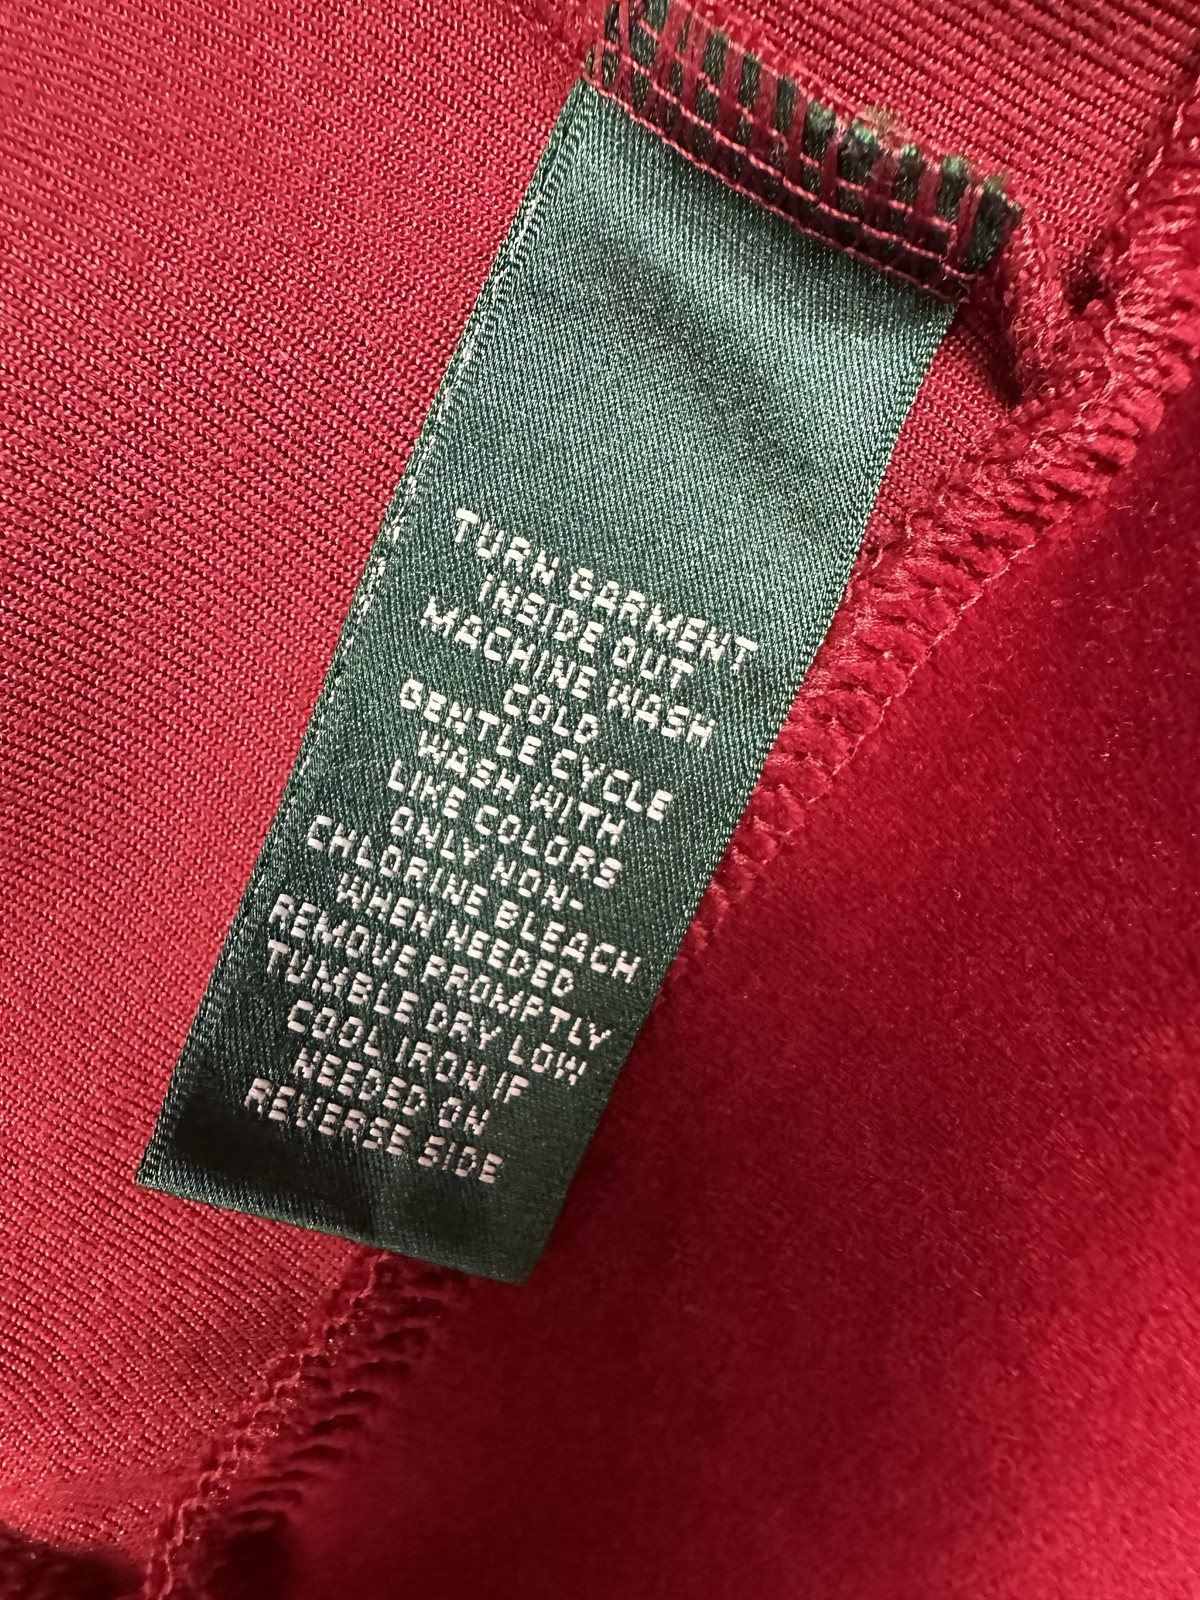 TURN GARMENT
INSIDE OUT
MACHINE WASH
COLD
GENTLE CYCLE
WASH WITH
LIKE COLORS
ONLY NON-
CHLORINE BLEACH
WHEN NEEDED
REMOVE PROMPTLY
TUMBLE DRY LOW
COOL IRON IF
NEEDED ON
REVERSE SIDE